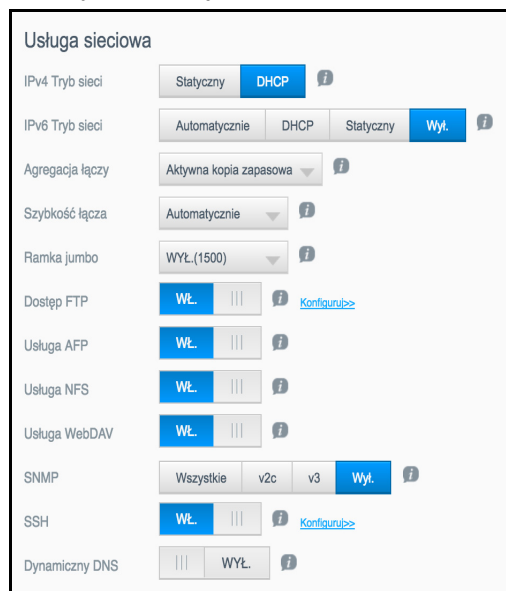 Usługa sieciowa
IPv4 Tryb sieci Statyczny DHCP
IPv6 Tryb sieci Automatycznie DHCP Statyczny Wył.
Agregacja łączy Aktywna kopia zapasowa
Szybkość łącza Automatycznie
Ramka jumbo WYŁ.(1500)
Dostęp FTP WŁ. Konfiguruj>>
Usługa AFP WŁ.
Usługa NFS WŁ.
Usługa WebDAV WŁ.
SNMP Wszystkie v2c v3 Wył.
SSH WŁ. Konfiguruj>>
Dynamiczny DNS WYŁ.